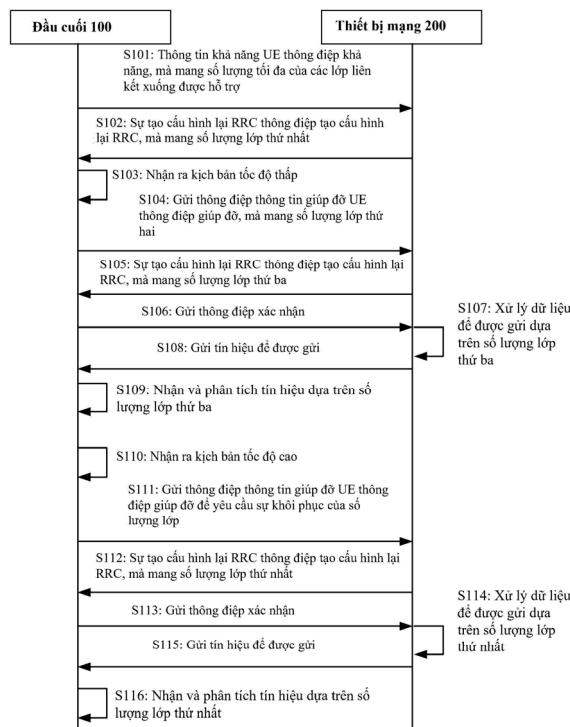 Đầu cuối 100
Thiết bị mạng 200
S101: Thông tin khả năng UE thông điệp khả
năng, mà mang số lượng tối đa của các lớp liên
kết xuống được hỗ trợ
S102: Sự tạo cấu hình lại RRC thông điệp tạo cấu hình
lại RRC, mà mang số lượng lớp thứ nhất
S103: Nhận ra kịch bản tốc độ thấp
S104: Gửi thông điệp thông tin giúp đỡ UE
thông điệp giúp đỡ, mà mang số lượng lớp thứ
hai
S105: Sự tạo cấu hình lại RRC thông điệp tạo cấu hình lại
RRC, mà mang số lượng lớp thứ ba
S106: Gửi thông điệp xác nhận
S107: Xử lý dữ liệu
để được gửi dựa
trên số lượng lớp
thứ ba
S108: Gửi tín hiệu để được gửi
S109: Nhận và phân tích tín hiệu dựa trên số
lượng lớp thứ ba
S110: Nhận ra kịch bản tốc độ cao
S111: Gửi thông điệp thông tin giúp đỡ UE thông
điệp giúp đỡ để yêu cầu sự khôi phục của số
lượng lớp
S112: Sự tạo cấu hình lại RRC thông điệp tạo cấu hình lại
RRC, mà mang số lượng lớp thứ nhất
S113: Gửi thông điệp xác nhận
S114: Xử lý dữ liệu
để được gửi dựa
trên số lượng lớp
thứ nhất
S115: Gửi tín hiệu để được gửi
S116: Nhận và phân tích tín hiệu dựa trên số
lượng lớp thứ nhất